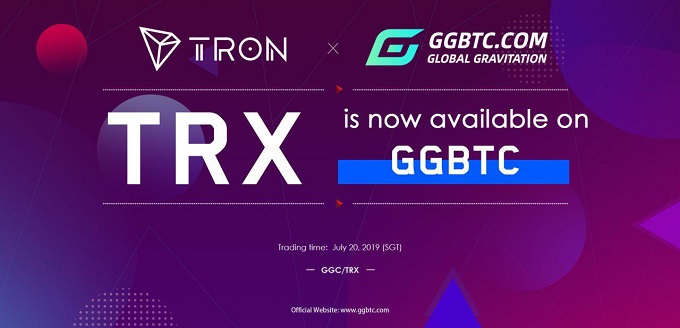 TRON × GGBTC.COM
GLOBAL GRAVITATION
TRX is now available on
GGBTC
Trading time: July 20, 2019 (SGT)
— GGC/TRX —
Official Website: www.ggbtc.com